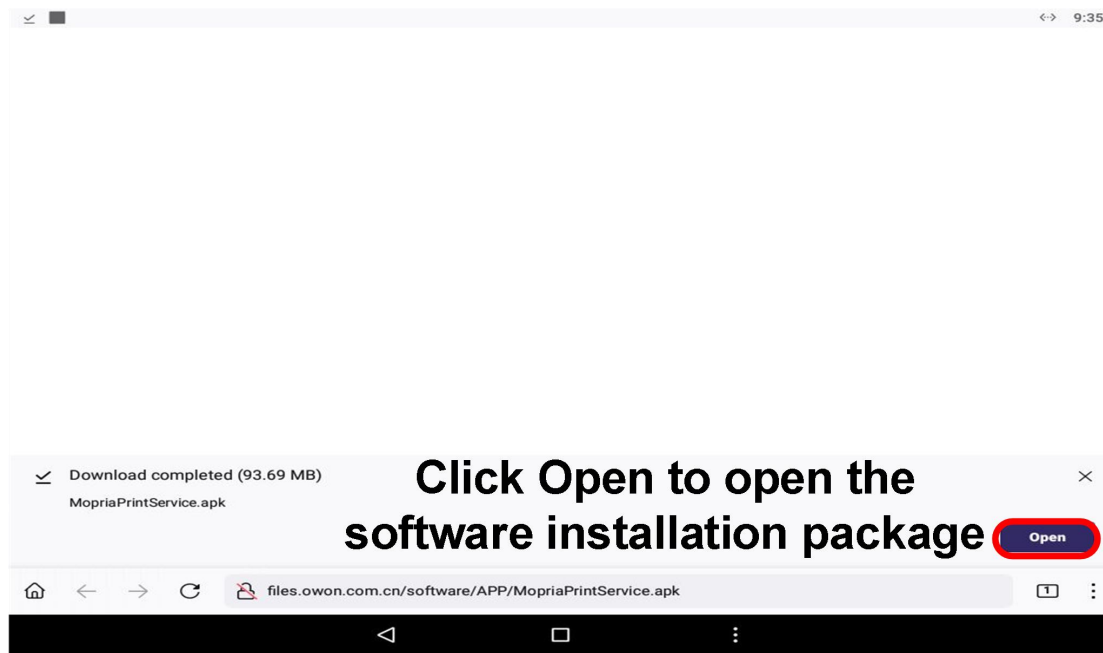 9:35
Download completed (93.69 MB)
MopriaPrintService.apk
Click Open to open the
software installation package
Open
files.owon.com.cn/software/APP/MopriaPrintService.apk
1